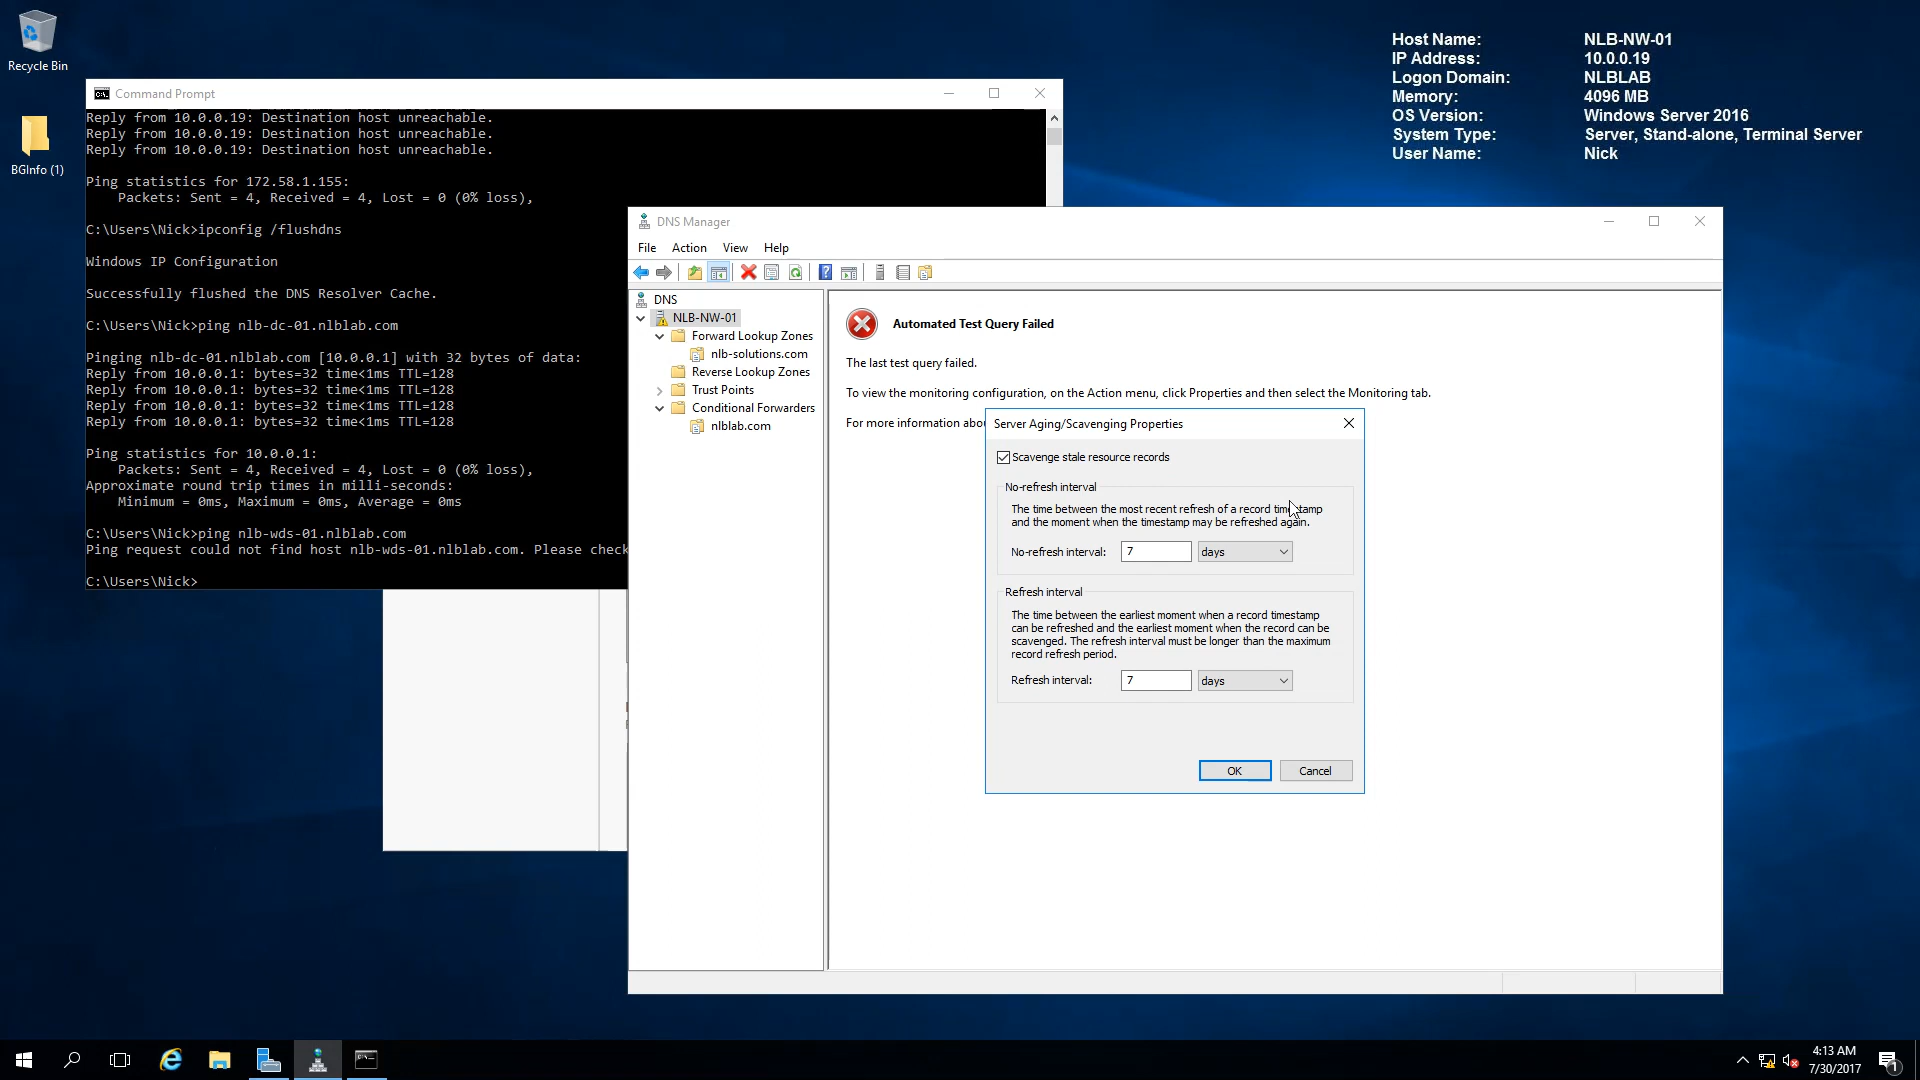 Recycle Bin
BGInfo (1)
Host Name: NLB-NW-01
IP Address: 10.0.0.19
Logon Domain: NLBLAB
Memory: 4096 MB
OS Version: Windows Server 2016
System Type: Server, Stand-alone, Terminal Server
User Name: Nick
Command Prompt
Reply from 10.0.0.19: Destination host unreachable.
Reply from 10.0.0.19: Destination host unreachable.
Reply from 10.0.0.19: Destination host unreachable.
Ping statistics for 172.58.1.155:
Packets: Sent = 4, Received = 4, Lost = 0 (0% loss),
C:\Users\Nick>ipconfig /flushdns
Windows IP Configuration
Successfully flushed the DNS Resolver Cache.
C:\Users\Nick>ping nlb-dc-01.nlblab.com
Pinging nlb-dc-01.nlblab.com [10.0.0.1] with 32 bytes of data:
Reply from 10.0.0.1: bytes=32 time<1ms TTL=128
Reply from 10.0.0.1: bytes=32 time<1ms TTL=128
Reply from 10.0.0.1: bytes=32 time<1ms TTL=128
Reply from 10.0.0.1: bytes=32 time<1ms TTL=128
Ping statistics for 10.0.0.1:
Packets: Sent = 4, Received = 4, Lost = 0 (0% loss),
Approximate round trip times in milli-seconds:
Minimum = 0ms, Maximum = 0ms, Average = 0ms
C:\Users\Nick>ping nlb-wds-01.nlblab.com
Ping request could not find host nlb-wds-01.nlblab.com. Please check
C:\Users\Nick>
DNS Manager
File Action View Help
DNS
NLB-NW-01
Forward Lookup Zones
nlb-solutions.com
Reverse Lookup Zones
Trust Points
Conditional Forwarders
nlblab.com
Automated Test Query Failed
The last test query failed.
To view the monitoring configuration, on the Action menu, click Properties and then select the Monitoring tab.
For more information
Server Aging/Scavenging Properties
Scavenge stale resource records
No-refresh interval
The time between the most recent refresh of a record timestamp
and the moment when the timestamp may be refreshed again.
No-refresh interval: 7 days
Refresh interval
The time between the earliest moment when a record timestamp
can be refreshed and the earliest moment when the record can be
scavenged. The refresh interval must be longer than the maximum
record refresh period.
Refresh interval: 7 days
OK Cancel
4:13 AM
7/30/2017
1